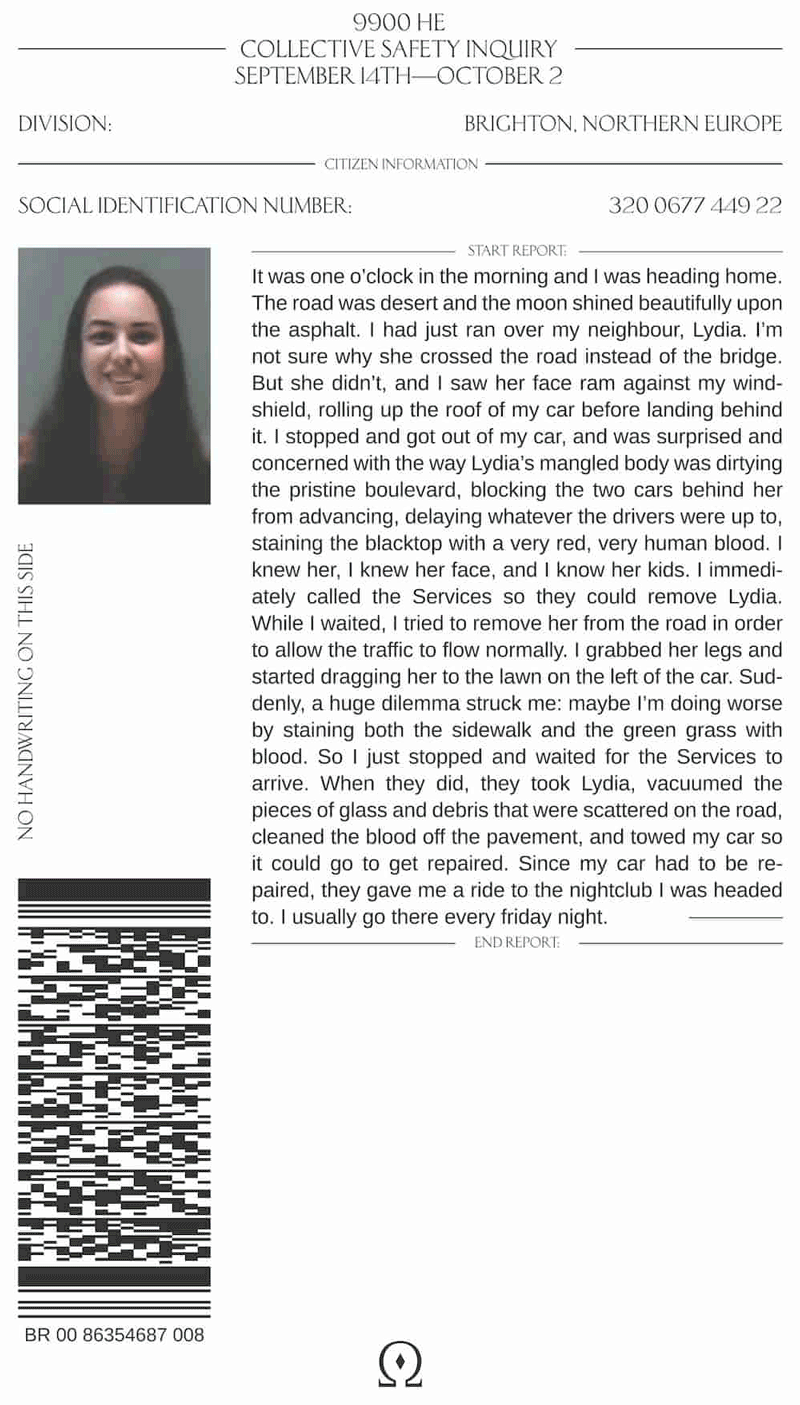 9900 HE
COLLECTIVE SAFETY INQUIRY
SEPTEMBER 14TH—OCTOBER 2
DIVISION: BRIGHTON, NORTHERN EUROPE
CITIZEN INFORMATION
SOCIAL IDENTIFICATION NUMBER: 320 0677 449 22
START REPORT:
It was one o’clock in the morning and I was heading home.
The road was desert and the moon shined beautifully upon
the asphalt. I had just ran over my neighbour, Lydia. I’m
not sure why she crossed the road instead of the bridge.
But she didn’t, and I saw her face ram against my wind-
shield, rolling up the roof of my car before landing behind
it. I stopped and got out of my car, and was surprised and
concerned with the way Lydia’s mangled body was dirtying
the pristine boulevard, blocking the two cars behind her
from advancing, delaying whatever the drivers were up to,
staining the blacktop with a very red, very human blood. I
knew her, I knew her face, and I know her kids. I immedi-
ately called the Services so they could remove Lydia.
While I waited, I tried to remove her from the road in order
to allow the traffic to flow normally. I grabbed her legs and
started dragging her to the lawn on the left of the car. Sud-
denly, a huge dilemma struck me: maybe I’m doing worse
by staining both the sidewalk and the green grass with
blood. So I just stopped and waited for the Services to
arrive. When they did, they took Lydia, vacuumed the
pieces of glass and debris that were scattered on the road,
cleaned the blood off the pavement, and towed my car so
it could go to get repaired. Since my car had to be re-
paired, they gave me a ride to the nightclub I was headed
to. I usually go there every friday night.
END REPORT:
NO HANDWRITING ON THIS SIDE
BR 00 86354687 008
Ω